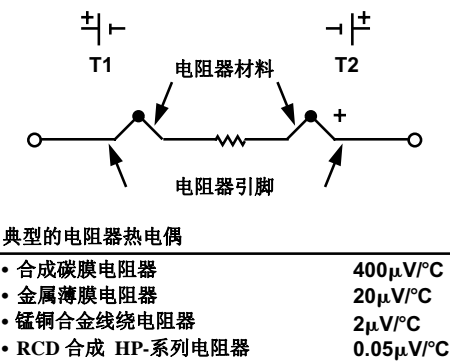 + +
T1 T2
电阻器材料
+
电阻器引脚
典型的电阻器热电偶
• 合成碳膜电阻器 400μV/°C
• 金属薄膜电阻器 20μV/°C
• 锰铜合金线绕电阻器 2μV/°C
• RCD 合成 HP-系列电阻器 0.05μV/°C